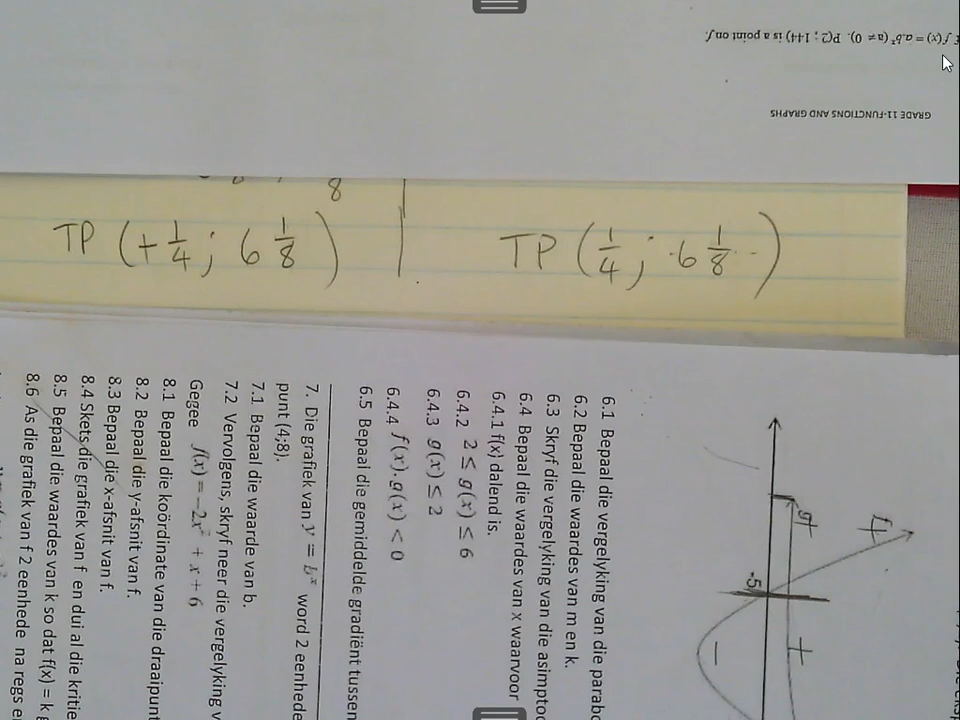 f(x) = a.bˣ (a ≠ 0). P(2 ; 144) is a point on f.
GRADE 11-FUNCTIONS AND GRAPHS
8
TP (+1/4; 6 1/8)
TP (1/4; 6 1/8)
f+
g+
-5
+
−
6.1 Bepaal die vergelyking van die
6.2 Bepaal die waardes van m en k.
6.3 Skryf die vergelyking van die
6.4 Bepaal die waardes van x waarvoor
6.4.1 f(x) dalend is.
6.4.2 2 ≤ g(x) ≤ 6
6.4.3 g(x) ≤ 2
6.4.4 f(x).g(x) < 0
6.5 Bepaal die gemiddelde gradiënt tussen
7. Die grafiek van y = bˣ word 2 eenhede
punt (4;8).
7.1 Bepaal die waarde van b.
7.2 Vervolgens, skryf neer die vergelyking
Gegee f(x) = −2x² + x + 6
8.1 Bepaal die koördinate van die
8.2 Bepaal die y-afsnit van f.
8.3 Bepaal die x-afsnit van f.
8.4 Skets die grafiek van f en dui al die
8.5 Bepaal die waardes van k so dat f(x) = k
8.6 As die grafiek van f 2 eenhede na regs